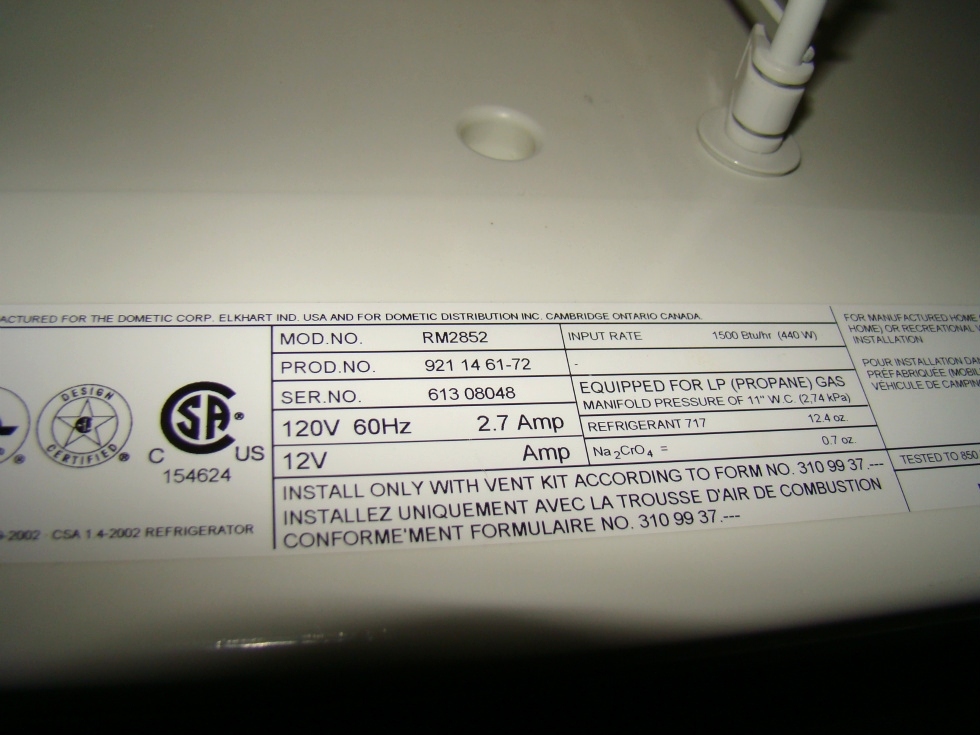 ACTURED FOR THE DOMETIC CORP. ELKHART IND. USA AND FOR DOMETIC DISTRIBUTION INC. CAMBRIDGE ONTARIO CANADA.
MOD.NO. RM2852
PROD.NO. 921 14 61-72
SER.NO. 613 08048
120V 60Hz 2.7 Amp
12V Amp
INPUT RATE 1500 Btu/hr (440 W)
-
EQUIPPED FOR LP (PROPANE) GAS
MANIFOLD PRESSURE OF 11" W.C. (2,74 kPa)
REFRIGERANT 717 12.4 oz.
Na2CrO4 = 0.7 oz.
INSTALL ONLY WITH VENT KIT ACCORDING TO FORM NO. 310 99 37.---
INSTALLEZ UNIQUEMENT AVEC LA TROUSSE D'AIR DE COMBUSTION
CONFORME'MENT FORMULAIRE NO. 310 99 37.---
DESIGN
CERTIFIED
®
CSA®
C US
154624
-2002 · CSA 1.4-2002 REFRIGERATOR
FOR MANUFACTURED HOME
HOME) OR RECREATIONAL
INSTALLATION
POUR INSTALLATION DA
PRÉFABRIQUÉE (MOBIL
VÉHICULE DE CAMPIN
TESTED TO 850